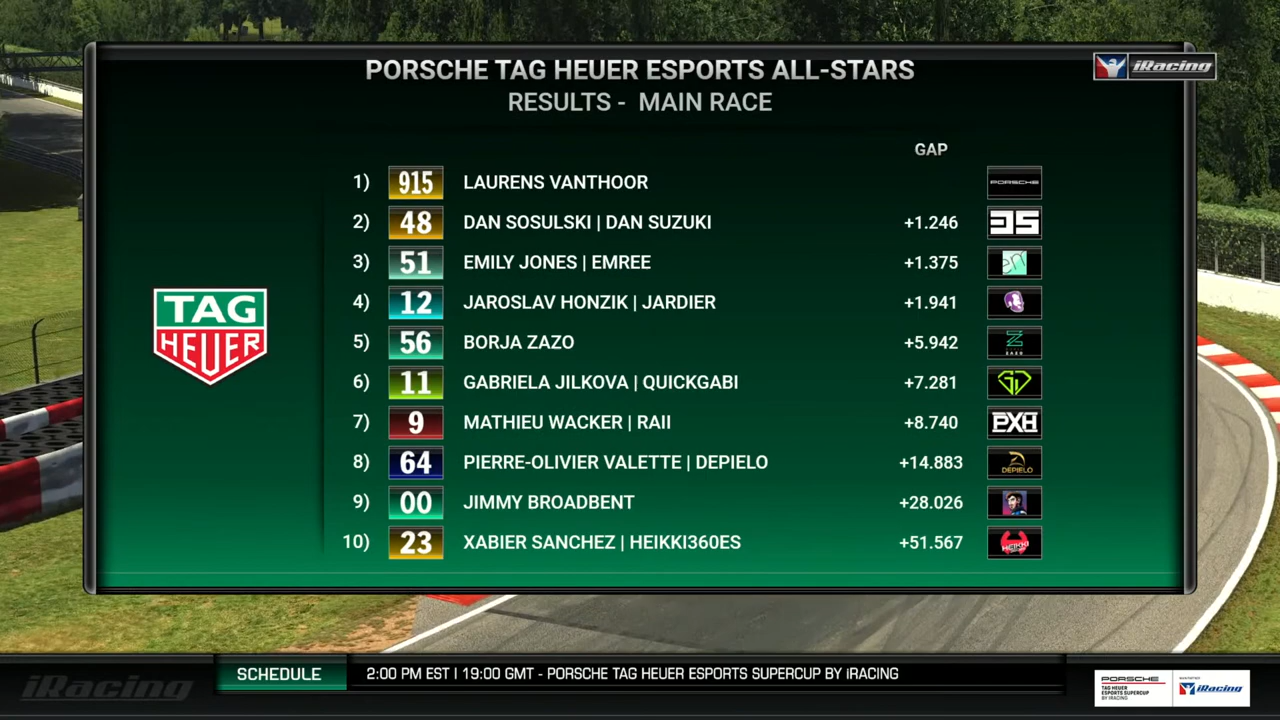 PORSCHE TAG HEUER ESPORTS ALL-STARS
iRacing
RESULTS - MAIN RACE
GAP
1) 915 LAURENS VANTHOOR PORSCHE
2) 48 DAN SOSULSKI | DAN SUZUKI +1.246
3) 51 EMILY JONES | EMREE +1.375
4) 12 JAROSLAV HONZIK | JARDIER +1.941
5) 56 BORJA ZAZO +5.942 ZAZO
6) 11 GABRIELA JILKOVA | QUICKGABI +7.281
7) 9 MATHIEU WACKER | RAII +8.740
8) 64 PIERRE-OLIVIER VALETTE | DEPIELO +14.883 DEPIELO
9) 00 JIMMY BROADBENT +28.026
10) 23 XABIER SANCHEZ | HEIKKI360ES +51.567 HEIKKI
TAG
HEUER
iRacing
SCHEDULE
2:00 PM EST | 19:00 GMT - PORSCHE TAG HEUER ESPORTS SUPERCUP BY iRACING
PORSCHE
TAG HEUER
ESPORTS SUPERCUP
BY IRACING
iRacing